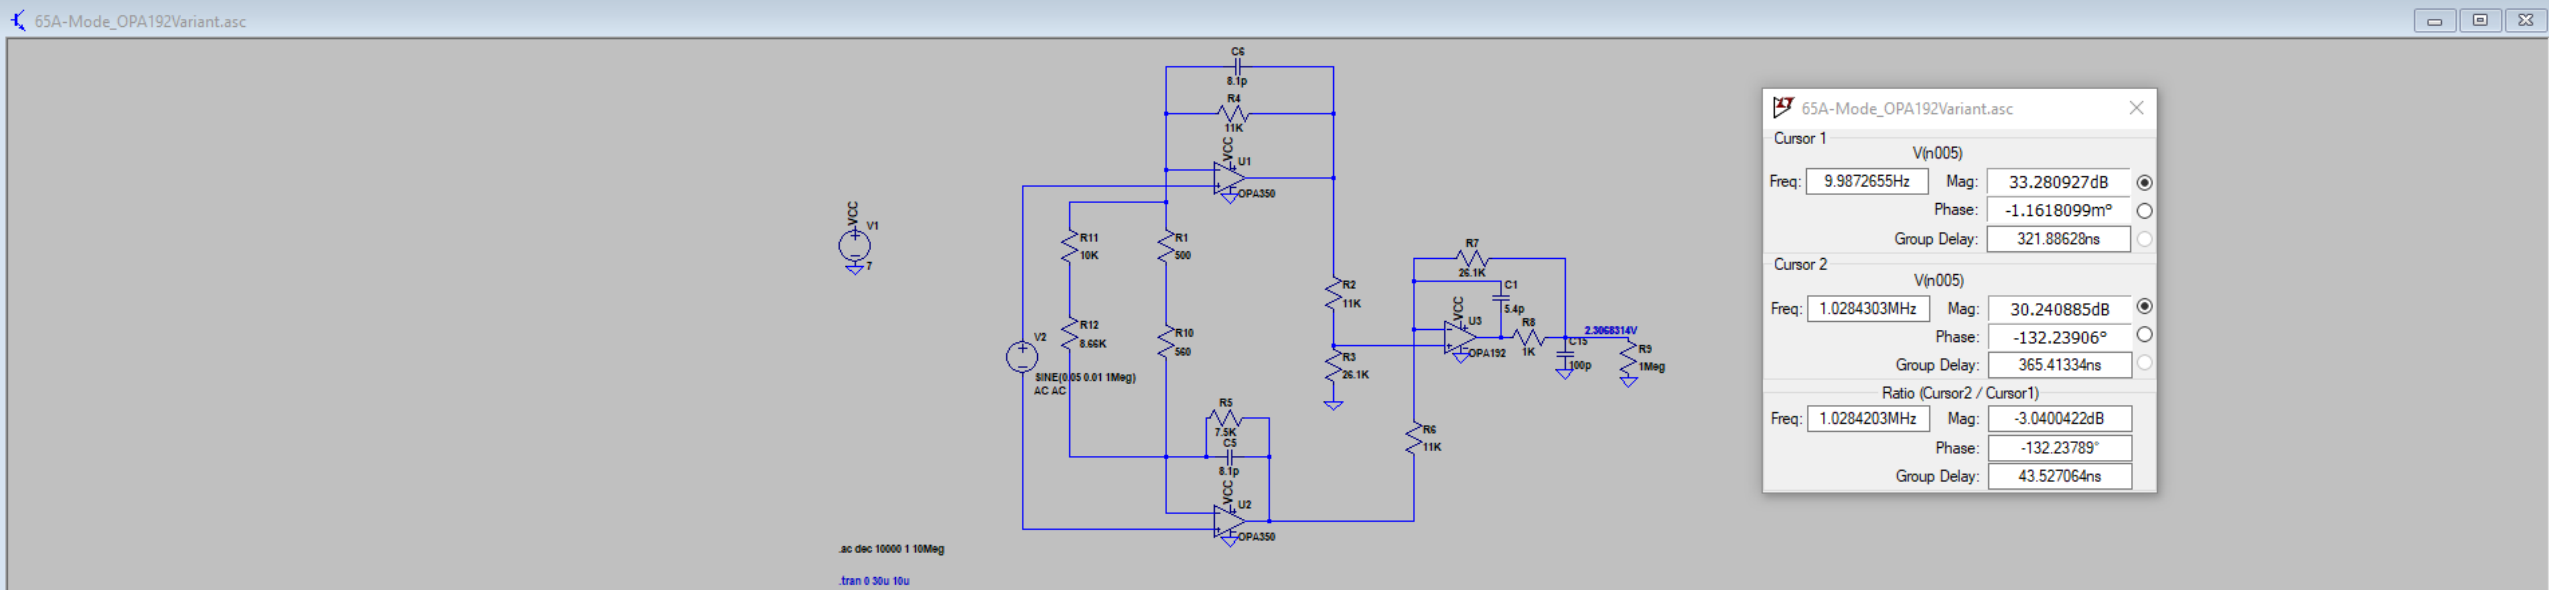 65A-Mode_OPA192Variant.asc
C6
8.1p
R4
11K
VCC
U1
OPA350
VCC
V1
7
R11
10K
R1
500
R12
8.66K
R10
560
V2
SINE(0.05 0.01 1Meg)
AC AC
R5
7.5K
C5
8.1p
VCC
U2
OPA350
R2
11K
R3
26.1K
R7
26.1K
C1
5.4p
VCC
U3
OPA192
R8
1K
2.3068314V
C15
100p
R9
1Meg
R6
11K
.ac dec 10000 1 10Meg
.tran 0 30u 10u
65A-Mode_OPA192Variant.asc
Cursor 1
V(n005)
Freq: 9.9872655Hz Mag: 33.280927dB
Phase: -1.1618099m°
Group Delay: 321.88628ns
Cursor 2
V(n005)
Freq: 1.0284303MHz Mag: 30.240885dB
Phase: -132.23906°
Group Delay: 365.41334ns
Ratio (Cursor2 / Cursor1)
Freq: 1.0284203MHz Mag: -3.0400422dB
Phase: -132.23789°
Group Delay: 43.527064ns